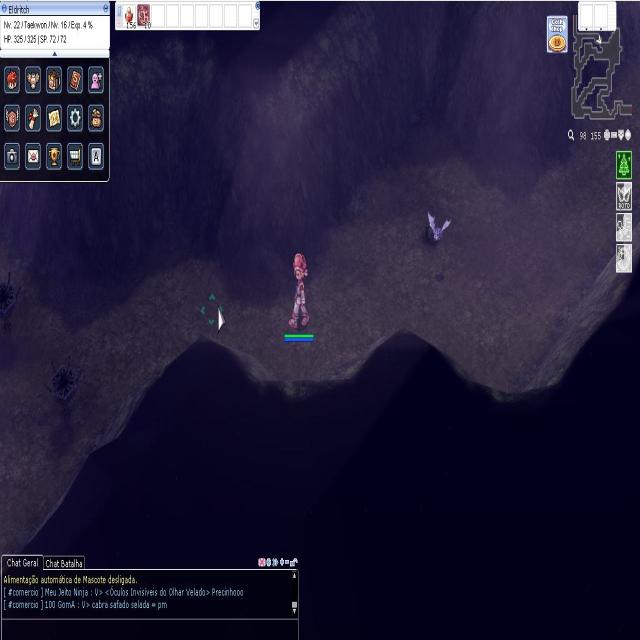 Eldritch
Nv. 22 / Taekwon / Nv. 16 / Exp. 4 %
HP. 325 / 325 | SP. 72 / 72
156
10
98 155
Chat Geral
Chat Batalha
Alimentação automática de Mascote desligada.
[ #comercio ] Meu Jeito Ninja : V> <Óculos Invisíveis do Olhar Velado> Precinhooo
[ #comercio ] 100 GomA : V> cabra safado selada = pm